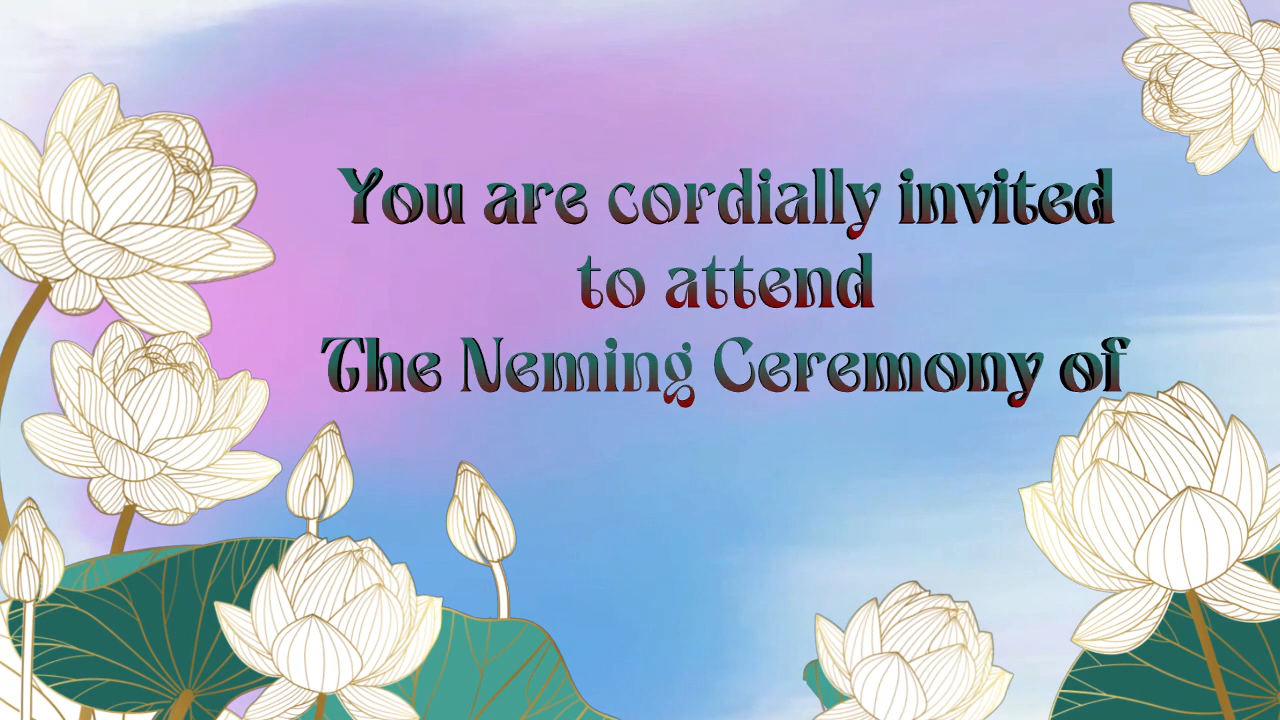 You are cordially invited
to attend
The Neming Ceremony of